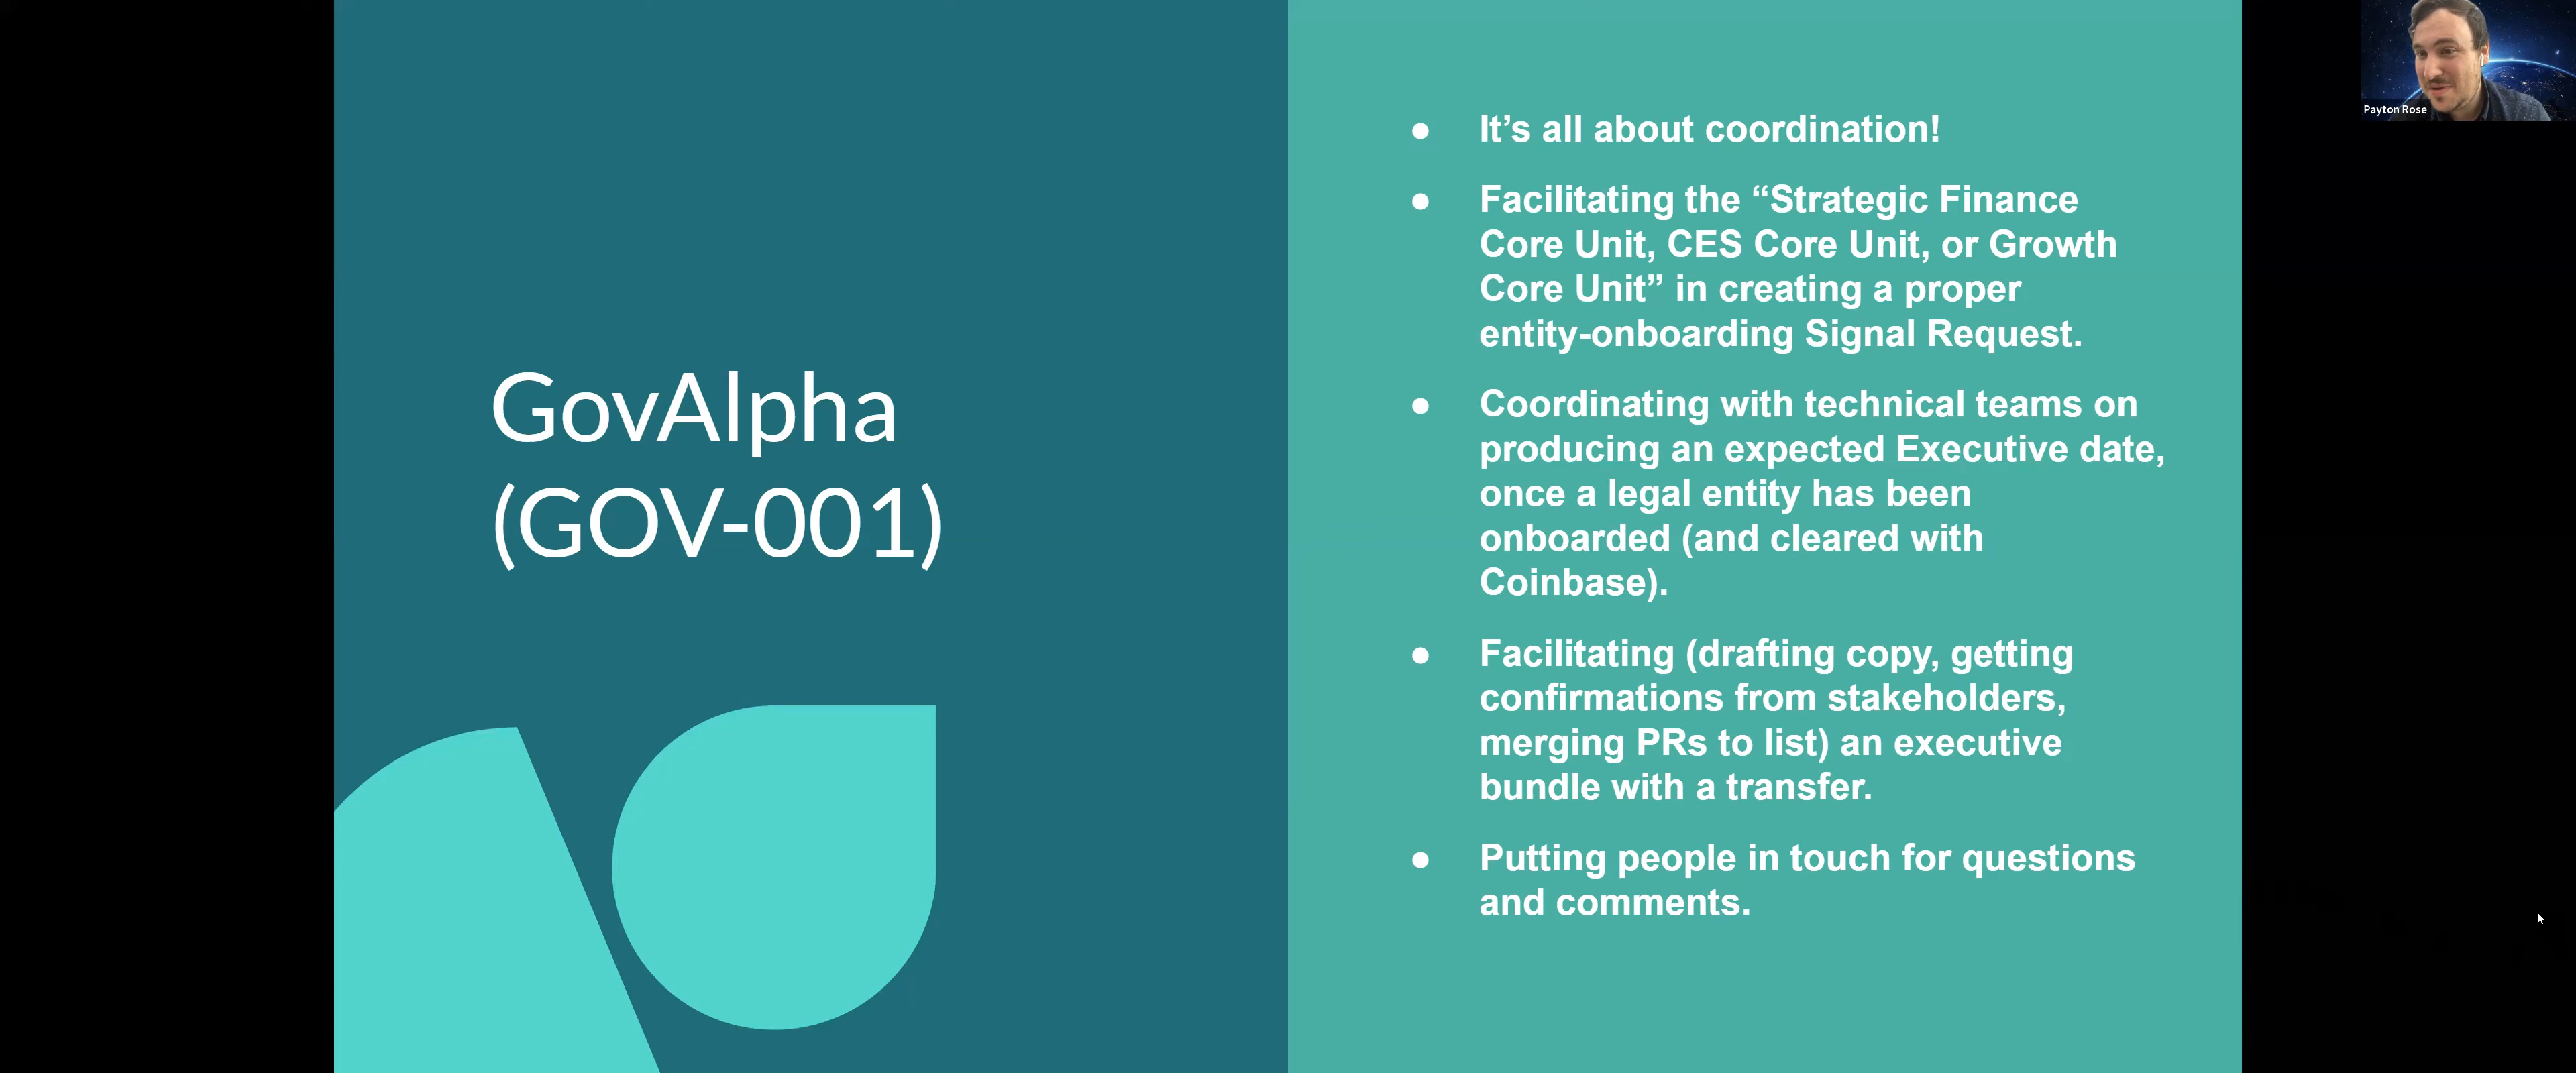 GovAlpha
(GOV-001)
● It’s all about coordination!
● Facilitating the “Strategic Finance
Core Unit, CES Core Unit, or Growth
Core Unit” in creating a proper
entity-onboarding Signal Request.
● Coordinating with technical teams on
producing an expected Executive date,
once a legal entity has been
onboarded (and cleared with
Coinbase).
● Facilitating (drafting copy, getting
confirmations from stakeholders,
merging PRs to list) an executive
bundle with a transfer.
● Putting people in touch for questions
and comments.
Payton Rose